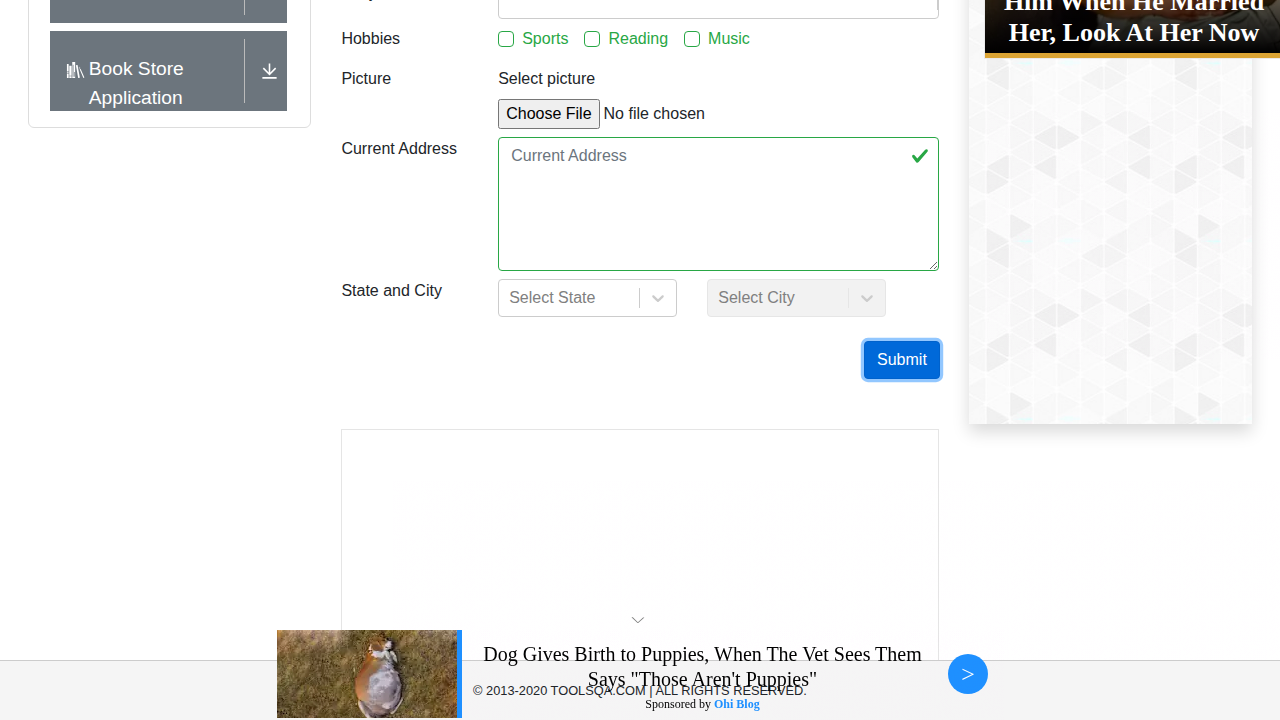 Him When He Married
Her, Look At Her Now
Hobbies
Sports
Reading
Music
Book Store
Application
Picture
Select picture
Choose File
No file chosen
Current Address
Current Address
State and City
Select State
Select City
Submit
Dog Gives Birth to Puppies, When The Vet Sees Them
Says "Those Aren't Puppies"
© 2013-2020 TOOLSQA.COM | ALL RIGHTS RESERVED.
Sponsored by Ohi Blog
>